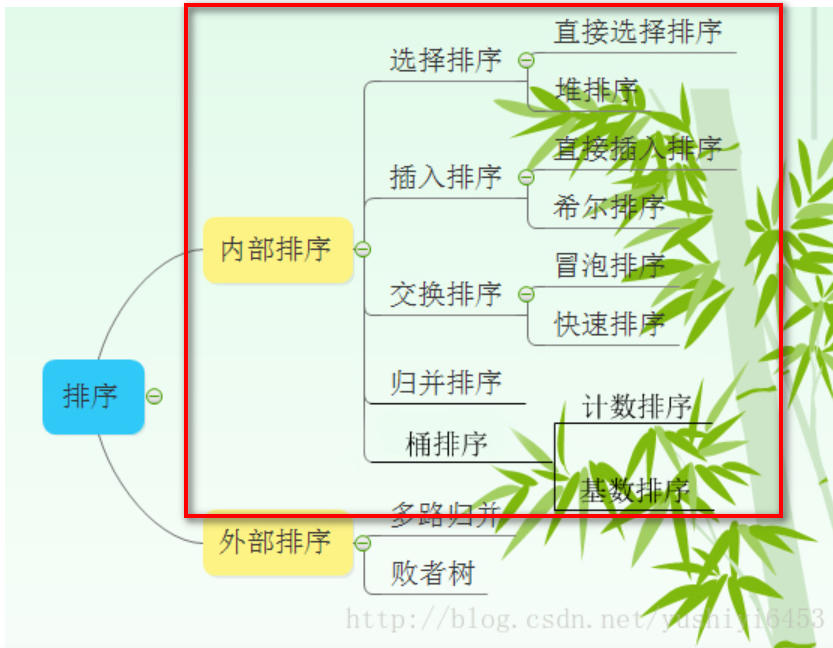 排序
内部排序
选择排序
直接选择排序
堆排序
插入排序
直接插入排序
希尔排序
交换排序
冒泡排序
快速排序
归并排序
桶排序
计数排序
基数排序
外部排序
多路归并
败者树
http://blog.csdn.net/yushiyi6453